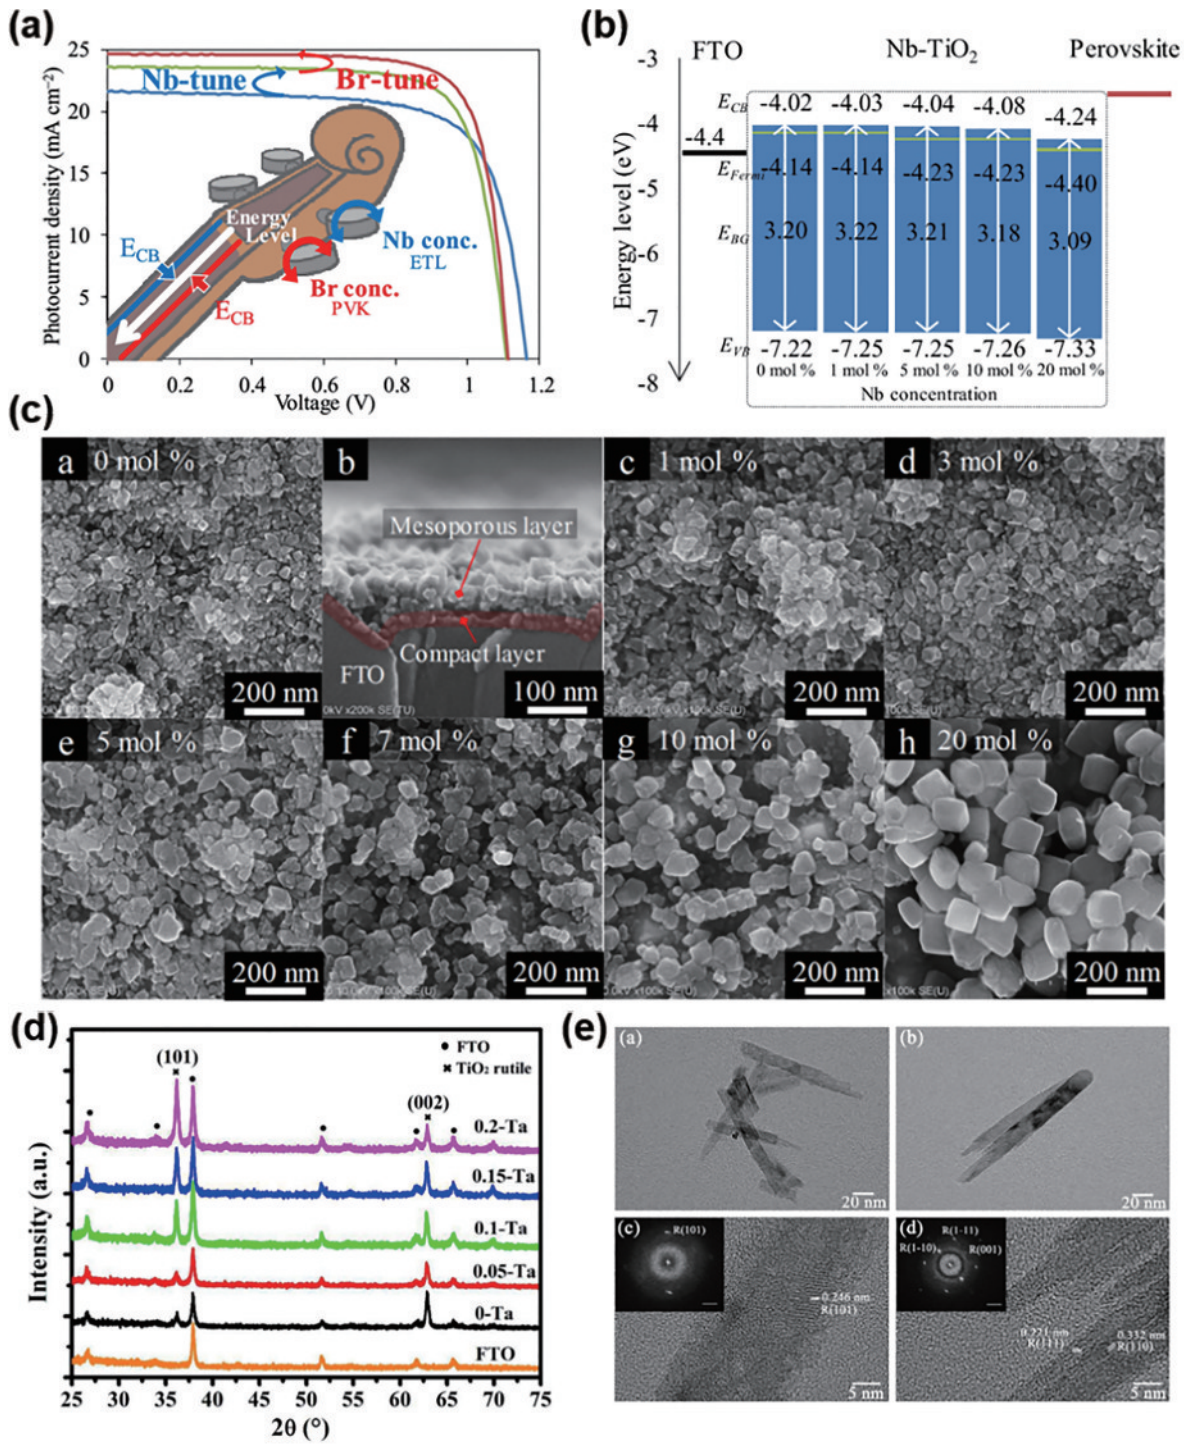 (a)
25
20
15
10
5
0
Photocurrent density (mA cm⁻²)
Nb-tune
Br-tune
Energy
Level
E_CB
E_CB
Nb conc.
ETL
Br conc.
PVK
0 0.2 0.4 0.6 0.8 1 1.2
Voltage (V)
(b)
FTO Nb-TiO₂ Perovskite
-3
-4
-5
-6
-7
-8
Energy level (eV)
-4.4
E_CB -4.02 -4.03 -4.04 -4.08 -4.24
E_Fermi -4.14 -4.14 -4.23 -4.23 -4.40
E_BG 3.20 3.22 3.21 3.18 3.09
E_VB -7.22 -7.25 -7.25 -7.26 -7.33
0 mol % 1 mol % 5 mol % 10 mol % 20 mol %
Nb concentration
(c)
a 0 mol %
200 nm
b
Mesoporous layer
Compact layer
FTO
100 nm
0kV x200k SE(TU)
c 1 mol %
200 nm
d 3 mol %
200 nm
e 5 mol %
200 nm
f 7 mol %
200 nm
g 10 mol %
200 nm
h 20 mol %
200 nm
(d)
• FTO
× TiO₂ rutile
(101)
(002)
0.2-Ta
0.15-Ta
0.1-Ta
0.05-Ta
0-Ta
FTO
Intensity (a.u.)
25 30 35 40 45 50 55 60 65 70 75
2θ (°)
(e)
(a)
20 nm
(b)
20 nm
(c)
R(101)
0.246 nm
R(101)
5 nm
(d)
R(1-11)
R(1-10)
R(001)
0.221 nm
R(111)
0.332 nm
R(110)
5 nm